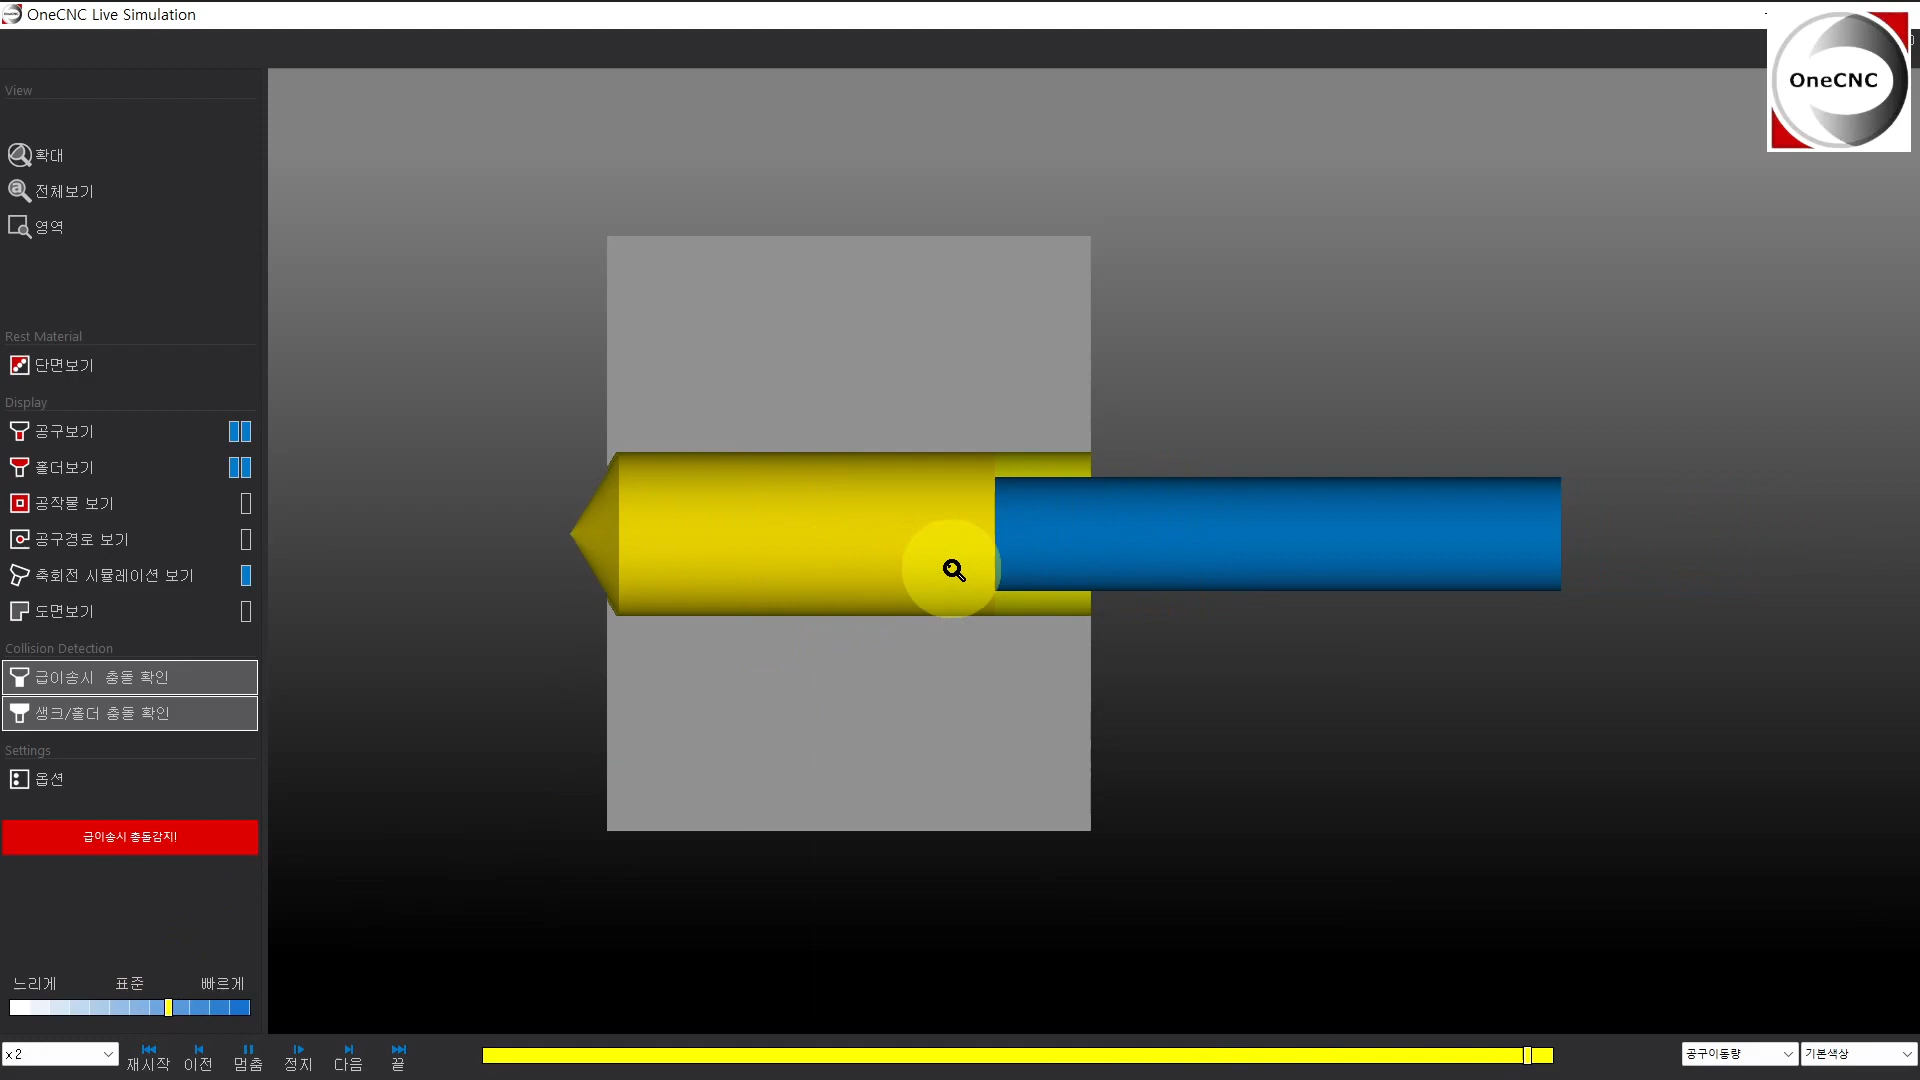 OneCNC Live Simulation
OneCNC
View
확대
전체보기
영역
Rest Material
단면보기
Display
공구보기
홀더보기
공작물 보기
공구경로 보기
축회전 시뮬레이션 보기
도면보기
Collision Detection
급이송시 충돌 확인
생크/홀더 충돌 확인
Settings
옵션
급이송시 충돌감지!
느리게 표준 빠르게
x 2
재시작 이전 멈춤 정지 다음 끝
공구이동량 기본색상